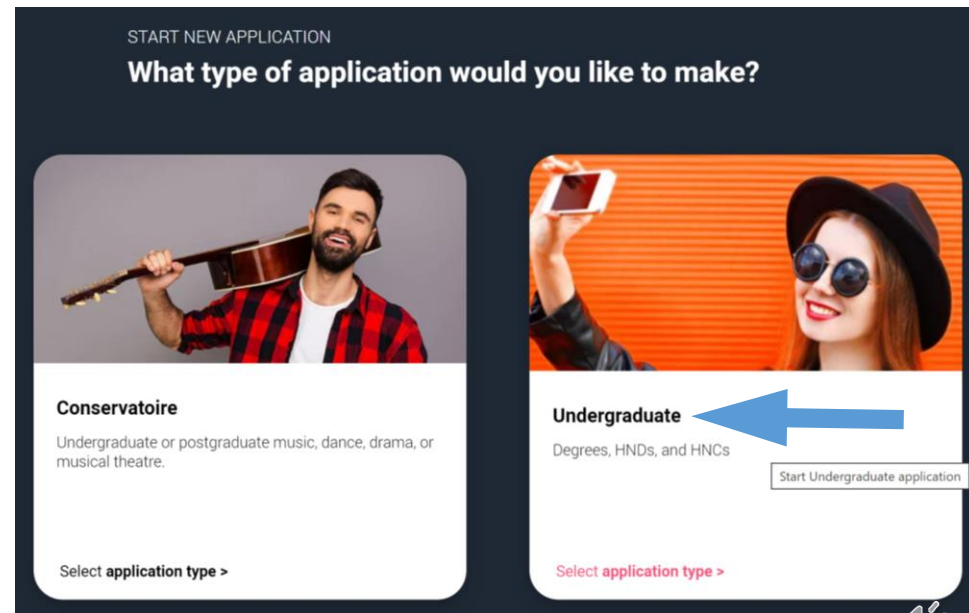 START NEW APPLICATION
What type of application would you like to make?
Conservatoire
Undergraduate or postgraduate music, dance, drama, or
musical theatre.
Select application type >
Undergraduate
Degrees, HNDs, and HNCs
Start Undergraduate application
Select application type >